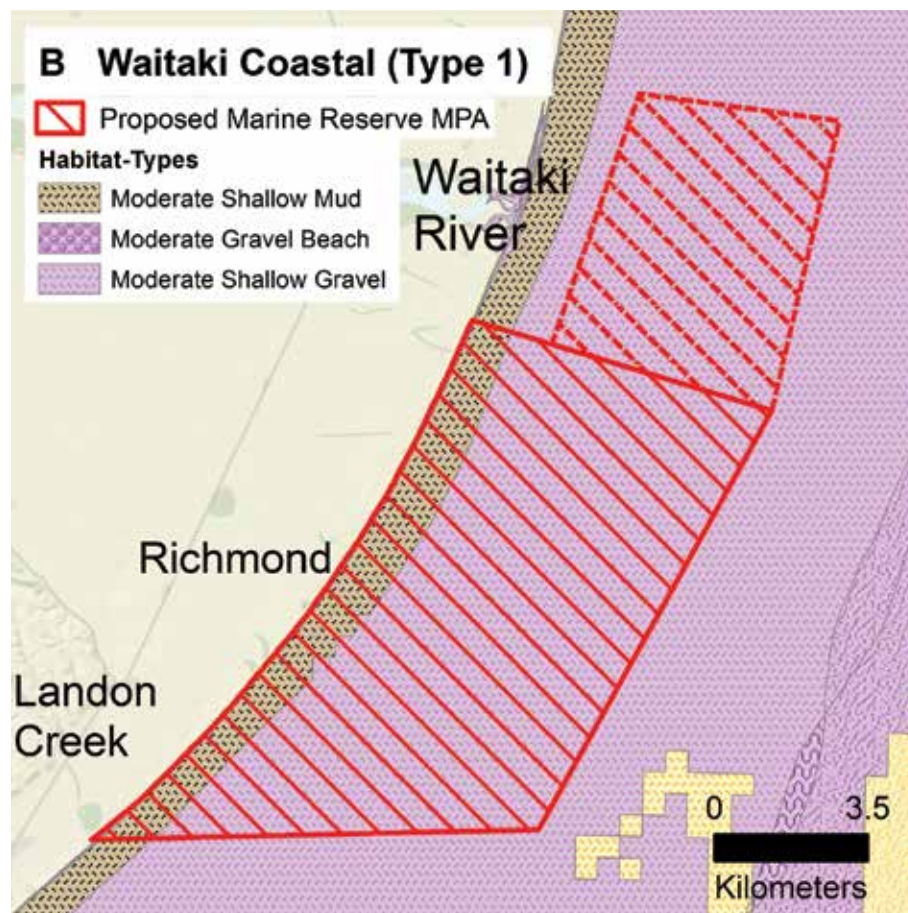 B Waitaki Coastal (Type 1)
Proposed Marine Reserve MPA
Habitat-Types
Moderate Shallow Mud
Moderate Gravel Beach
Moderate Shallow Gravel
Waitaki
River
Richmond
Landon
Creek
0 3.5
Kilometers